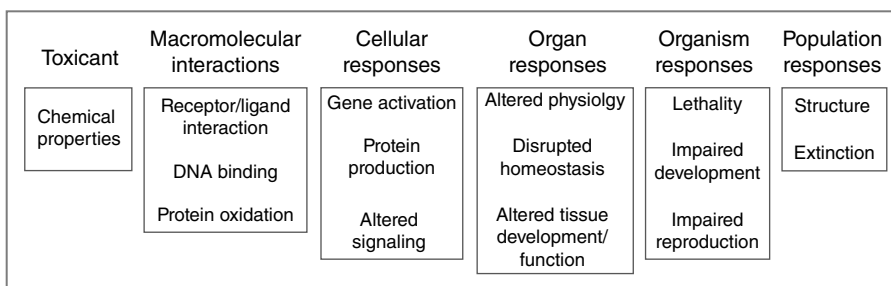 Toxicant
Chemical
properties
Macromolecular
interactions
Receptor/ligand
interaction
DNA binding
Protein oxidation
Cellular
responses
Gene activation
Protein
production
Altered
signaling
Organ
responses
Altered physiolgy
Disrupted
homeostasis
Altered tissue
development/
function
Organism
responses
Lethality
Impaired
development
Impaired
reproduction
Population
responses
Structure
Extinction